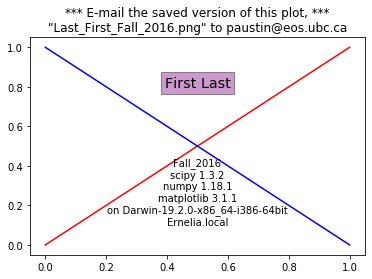 *** E-mail the saved version of this plot, ***
"Last_First_Fall_2016.png" to paustin@eos.ubc.ca
1.0
First Last
0.8
0.6
0.4
Fall_2016
scipy 1.3.2
numpy 1.18.1
matplotlib 3.1.1
0.2
on Darwin-19.2.0-x86_64-i386-64bit
Ernelia.local
0.0
0.0 0.2 0.4 0.6 0.8 1.0